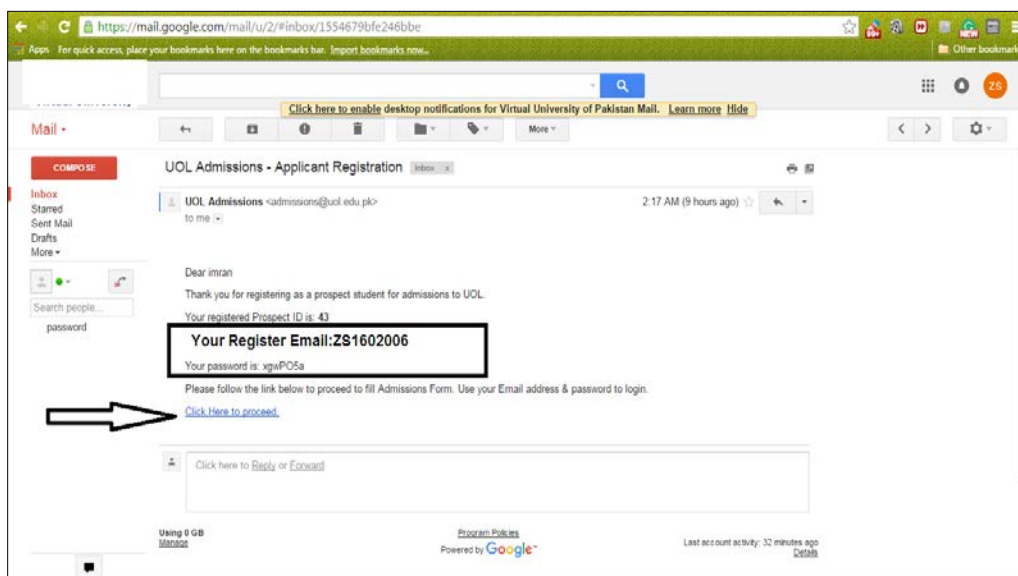 https://mail.google.com/mail/u/2/#inbox/1554679bfe246bbe
Apps For quick access, place your bookmarks here on the bookmarks bar. Import bookmarks now... Other bookmark
99+ NEW
Click here to enable desktop notifications for Virtual University of Pakistan Mail. Learn more Hide
ZS
Mail
More
COMPOSE
Inbox
Starred
Sent Mail
Drafts
More
Search people...
password
UOL Admissions - Applicant Registration Inbox x
UOL Admissions <admissions@uol.edu.pk> 2:17 AM (9 hours ago)
to me
Dear imran
Thank you for registering as a prospect student for admissions to UOL.
Your registered Prospect ID is: 43
Your Register Email:ZS1602006
Your password is: xgwPO5a
Please follow the link below to proceed to fill Admissions Form. Use your Email address & password to login.
Click Here to proceed.
Click here to Reply or Forward
Using 0 GB
Manage
Program Policies
Powered by Google™
Last account activity: 32 minutes ago
Details